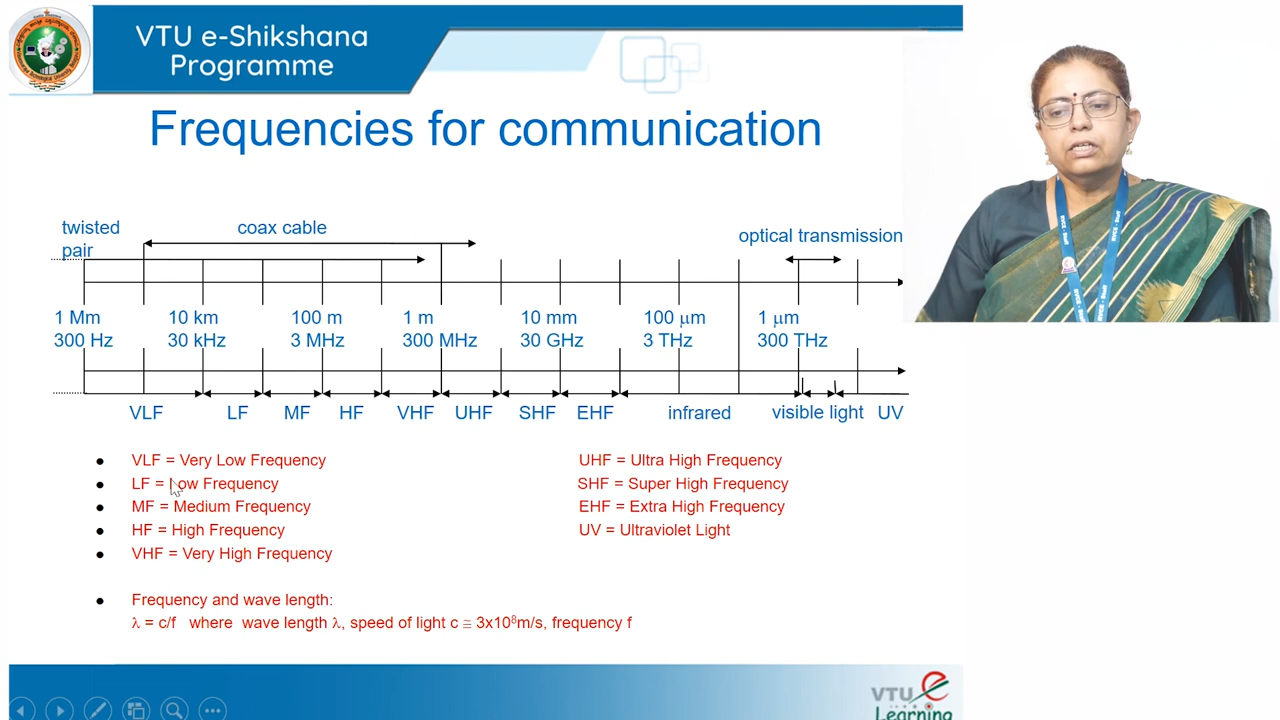 VTU e-Shikshana
Programme
Frequencies for communication
twisted
pair
coax cable
optical transmission
1 Mm
300 Hz
10 km
30 kHz
100 m
3 MHz
1 m
300 MHz
10 mm
30 GHz
100 μm
3 THz
1 μm
300 THz
VLF LF MF HF VHF UHF SHF EHF infrared visible light UV
● VLF = Very Low Frequency
● LF = Low Frequency
● MF = Medium Frequency
● HF = High Frequency
● VHF = Very High Frequency
UHF = Ultra High Frequency
SHF = Super High Frequency
EHF = Extra High Frequency
UV = Ultraviolet Light
● Frequency and wave length:
λ = c/f where wave length λ, speed of light c ≅ 3x10⁸m/s, frequency f
VTU e
Learning